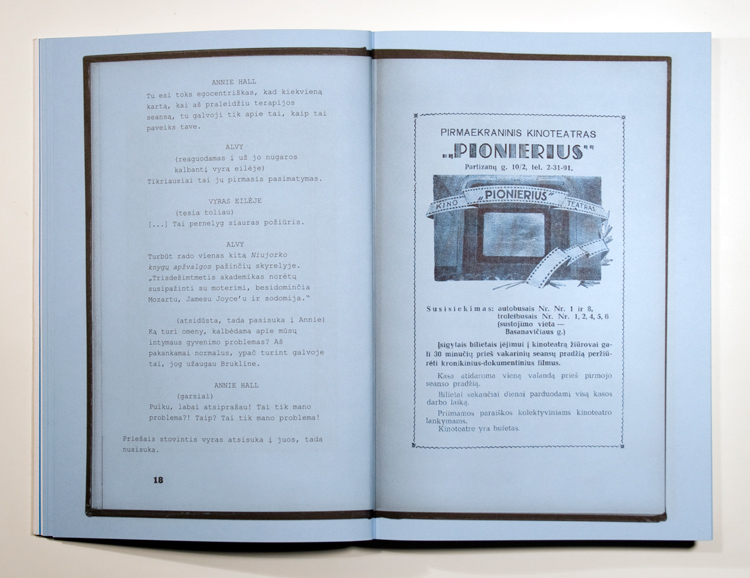 ANNIE HALL
Tu esi toks egocentriškas, kad kiekvieną
kartą, kai aš praleidžiu terapijos
seansą, tu galvoji tik apie tai, kaip tai
paveiks tave.
ALVY
(reaguodamas į už jo nugaros
kalbantį vyrą eilėje)
Tikriausiai tai jų pirmasis pasimatymas.
VYRAS EILĖJE
(tęsia toliau)
[...] Tai pernelyg siauras požiūris.
ALVY
Turbūt rado vienas kitą Niujorko
knygų apžvalgos pažinčių skyrelyje.
„Trisdešimtmetis akademikas norėtų
susipažinti su moterimi, besidominčia
Mozartu, Jamesu Joyce'u ir sodomija.“
(atsidūsta, tada pasisuka į Annie)
Ką turi omeny, kalbėdama apie mūsų
intymaus gyvenimo problemas? Aš
pakankamai normalus, ypač turint galvoje
tai, jog užaugau Brukline.
ANNIE HALL
(garsiai)
Puiku, labai atsiprašau! Tai tik mano
problema?! Taip? Tai tik mano problema!
Priešais stovintis vyras atsisuka į juos, tada
nusisuka.
18
PIRMAEKRANINIS KINOTEATRAS
„PIONIERIUS“
Partizanų g. 10/2, tel. 2-31-91,
KINO „PIONIERIUS“ TEATRAS
Susisiekimas: autobusais Nr. Nr. 1 ir 8,
troleibusais Nr. Nr. 1, 2, 4, 5, 6
(sustojimo vieta —
Basanavičiaus g.)
Įsigytais bilietais įėjimui į kinoteatrą žiūrovai ga-
li 30 minučių prieš vakarinių seansų pradžią peržiū-
rėti kronikinius-dokumentinius filmus.
Kasa atidaroma vieną valandą prieš pirmojo
seanso pradžią.
Bilietai sekančiai dienai parduodami visą kasos
darbo laiką.
Priimamos paraiškos kolektyviniams kinoteatro
lankymams.
Kinoteatre yra bufetas.